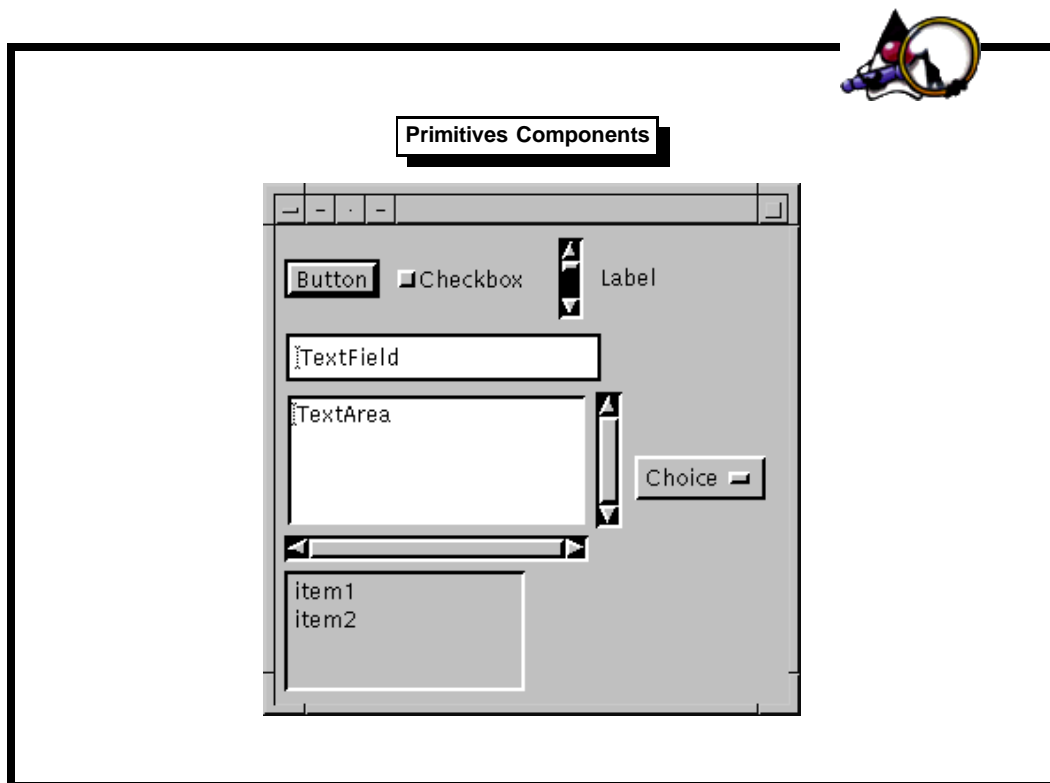 Primitives Components
Button Checkbox Label
TextField
TextArea
Choice
item1
item2